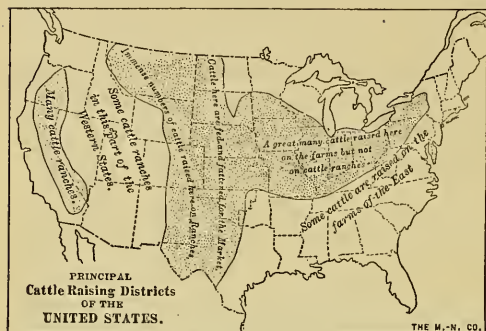 Many cattle ranches.
Some cattle ranches
in this part of the
Western States.
Immense numbers of cattle raised here on Ranches
Cattle here are fed and fattened for the Market.
A great many cattle raised here
on the farms but not
on cattle ranches
Some cattle are raised on the
farms of the East
PRINCIPAL
Cattle Raising Districts
OF THE
UNITED STATES.
THE M.-N. CO.